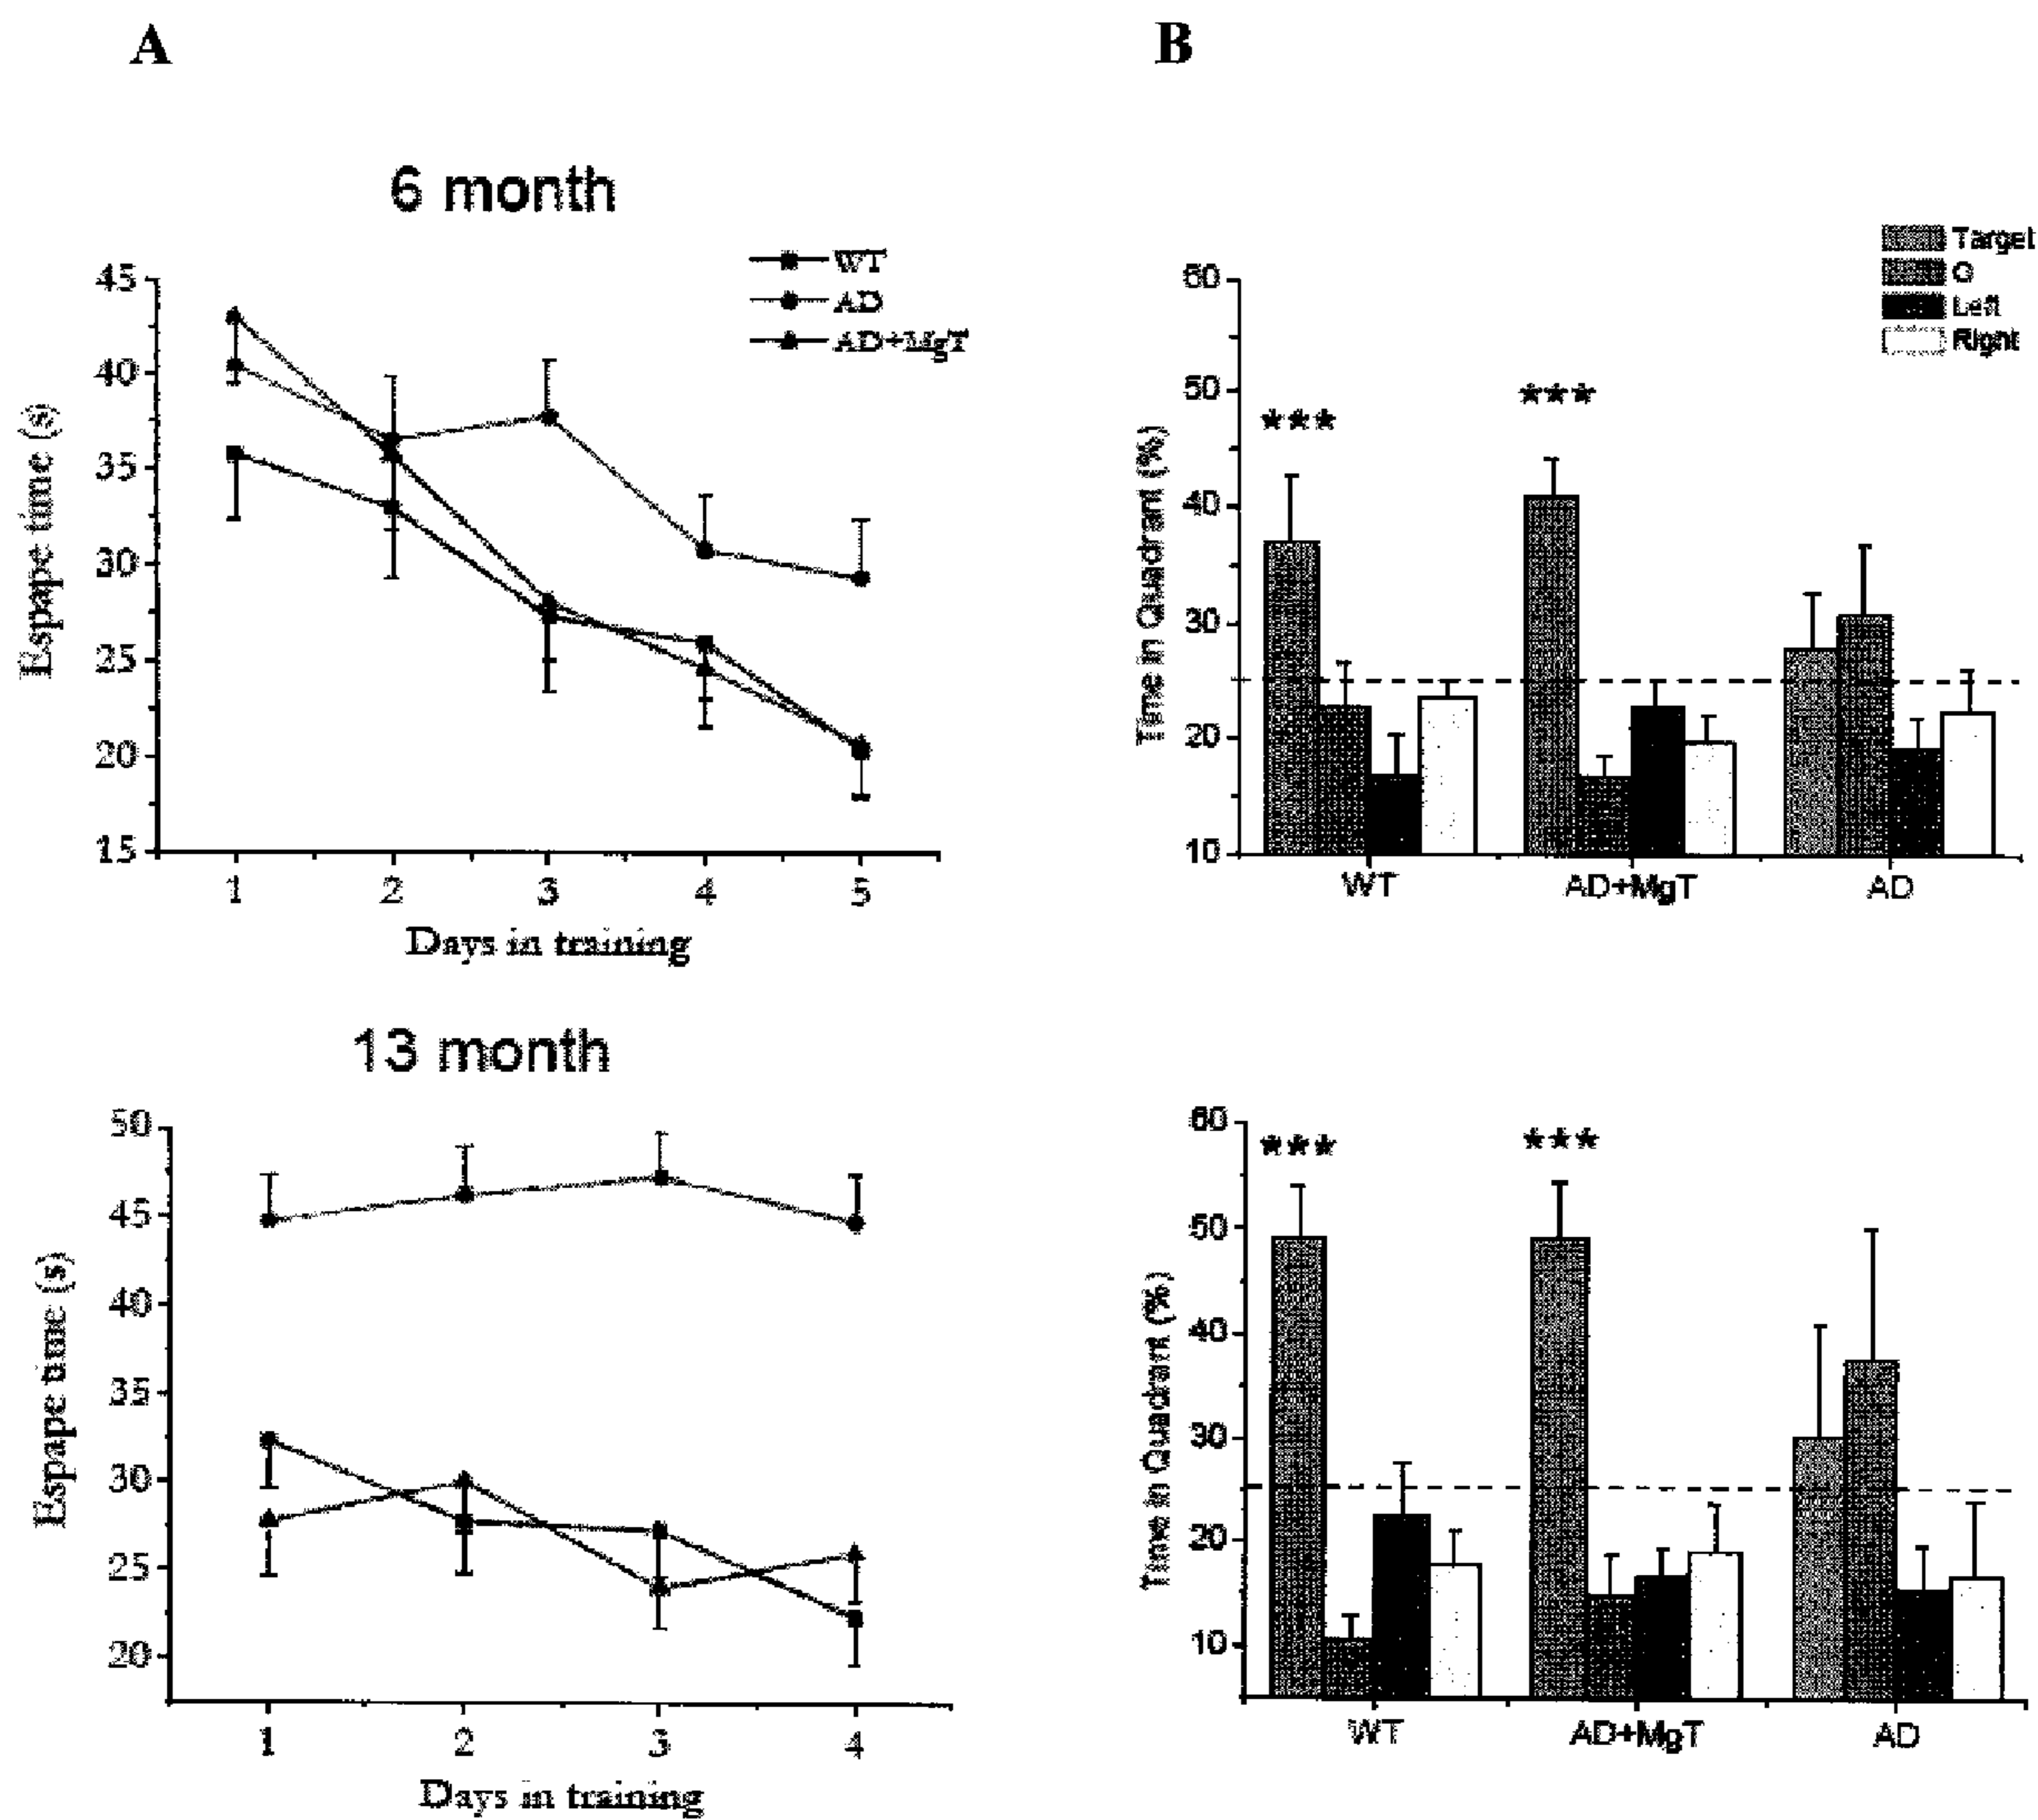 A
B
6 month
WT
AD
AD+MgT
45
40
35
30
25
20
15
Espape time (s)
1 2 3 4 5
Days in training
Target
O
Left
Right
60
50
40
30
20
10
Time in Quadrant (%)
***
***
WT AD+MgT AD
13 month
50
45
40
35
30
25
20
Espape time (s)
1 2 3 4
Days in training
60
50
40
30
20
10
Time in Quadrant (%)
***
***
WT AD+MgT AD